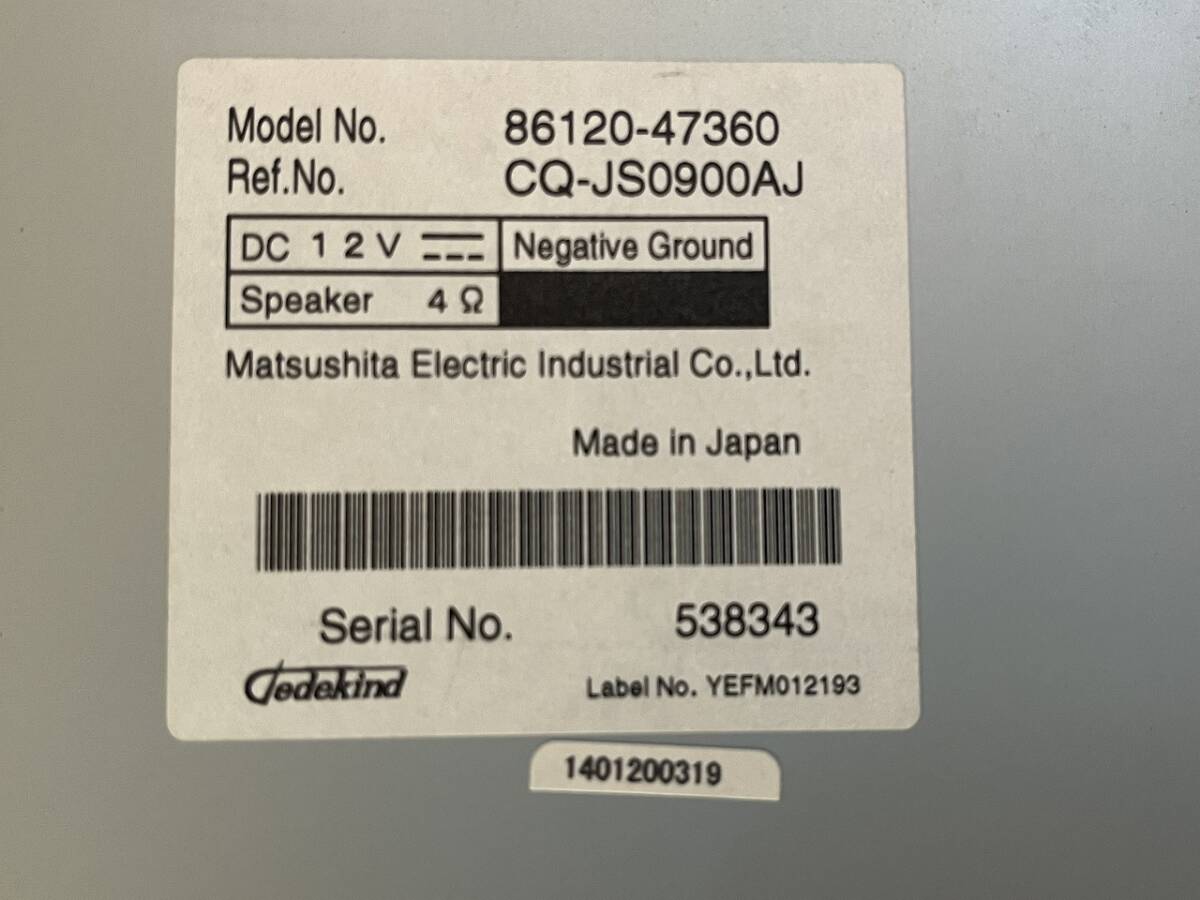 Model No. 86120-47360
Ref.No. CQ-JS0900AJ
DC 12V Negative Ground
Speaker 4Ω
Matsushita Electric Industrial Co.,Ltd.
Made in Japan
Serial No. 538343
Dedekind Label No. YEFM012193
1401200319